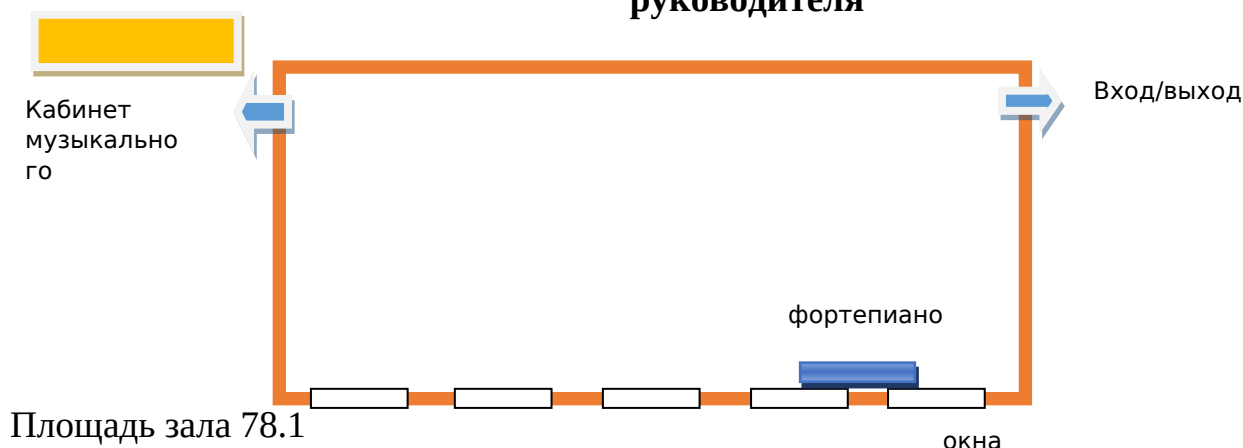 руководителя
Вход/выход
Кабинет
музыкально
го
фортепиано
Площадь зала 78.1
окна